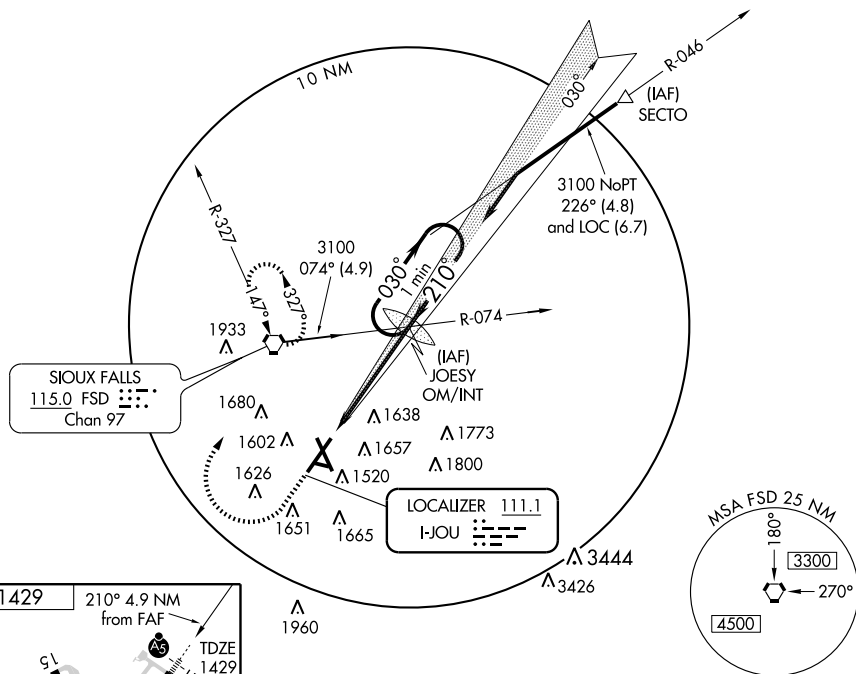 10 NM
R-046
030°
(IAF)
SECTO
3100 NoPT
226° (4.8)
and LOC (6.7)
R-327
3100
074° (4.9)
030°
1 min
210°
147°
327°
R-074
1933
(IAF)
JOESY
OM/INT
SIOUX FALLS
115.0 FSD
Chan 97
1680
1638
1602
1657
1773
1626
1520
1800
LOCALIZER 111.1
I-JOU
1651
1665
3444
3426
1960
MSA FSD 25 NM
180°
3300
270°
4500
1429
210° 4.9 NM
from FAF
A5
TDZE
1429
15